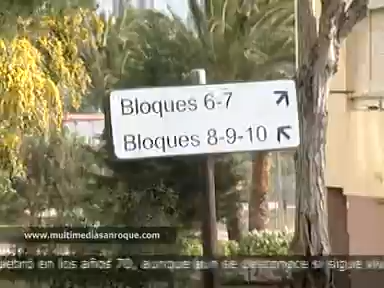 Bloques 6-7
Bloques 8-9-10
www.multimediasanroque.com
en los años 70, aunque aun se desconoce si sigue